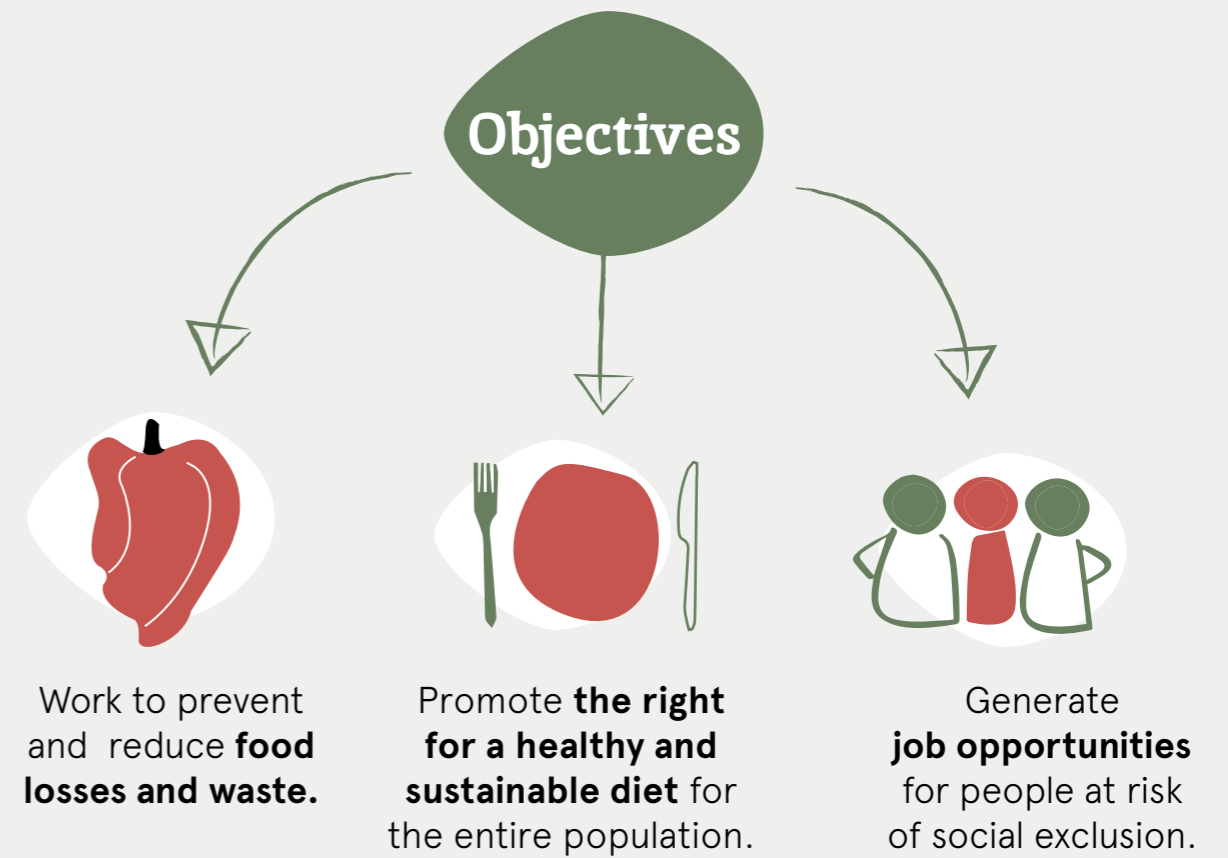 Objectives
Work to prevent
and reduce food
losses and waste.
Promote the right
for a healthy and
sustainable diet for
the entire population.
Generate
job opportunities
for people at risk
of social exclusion.